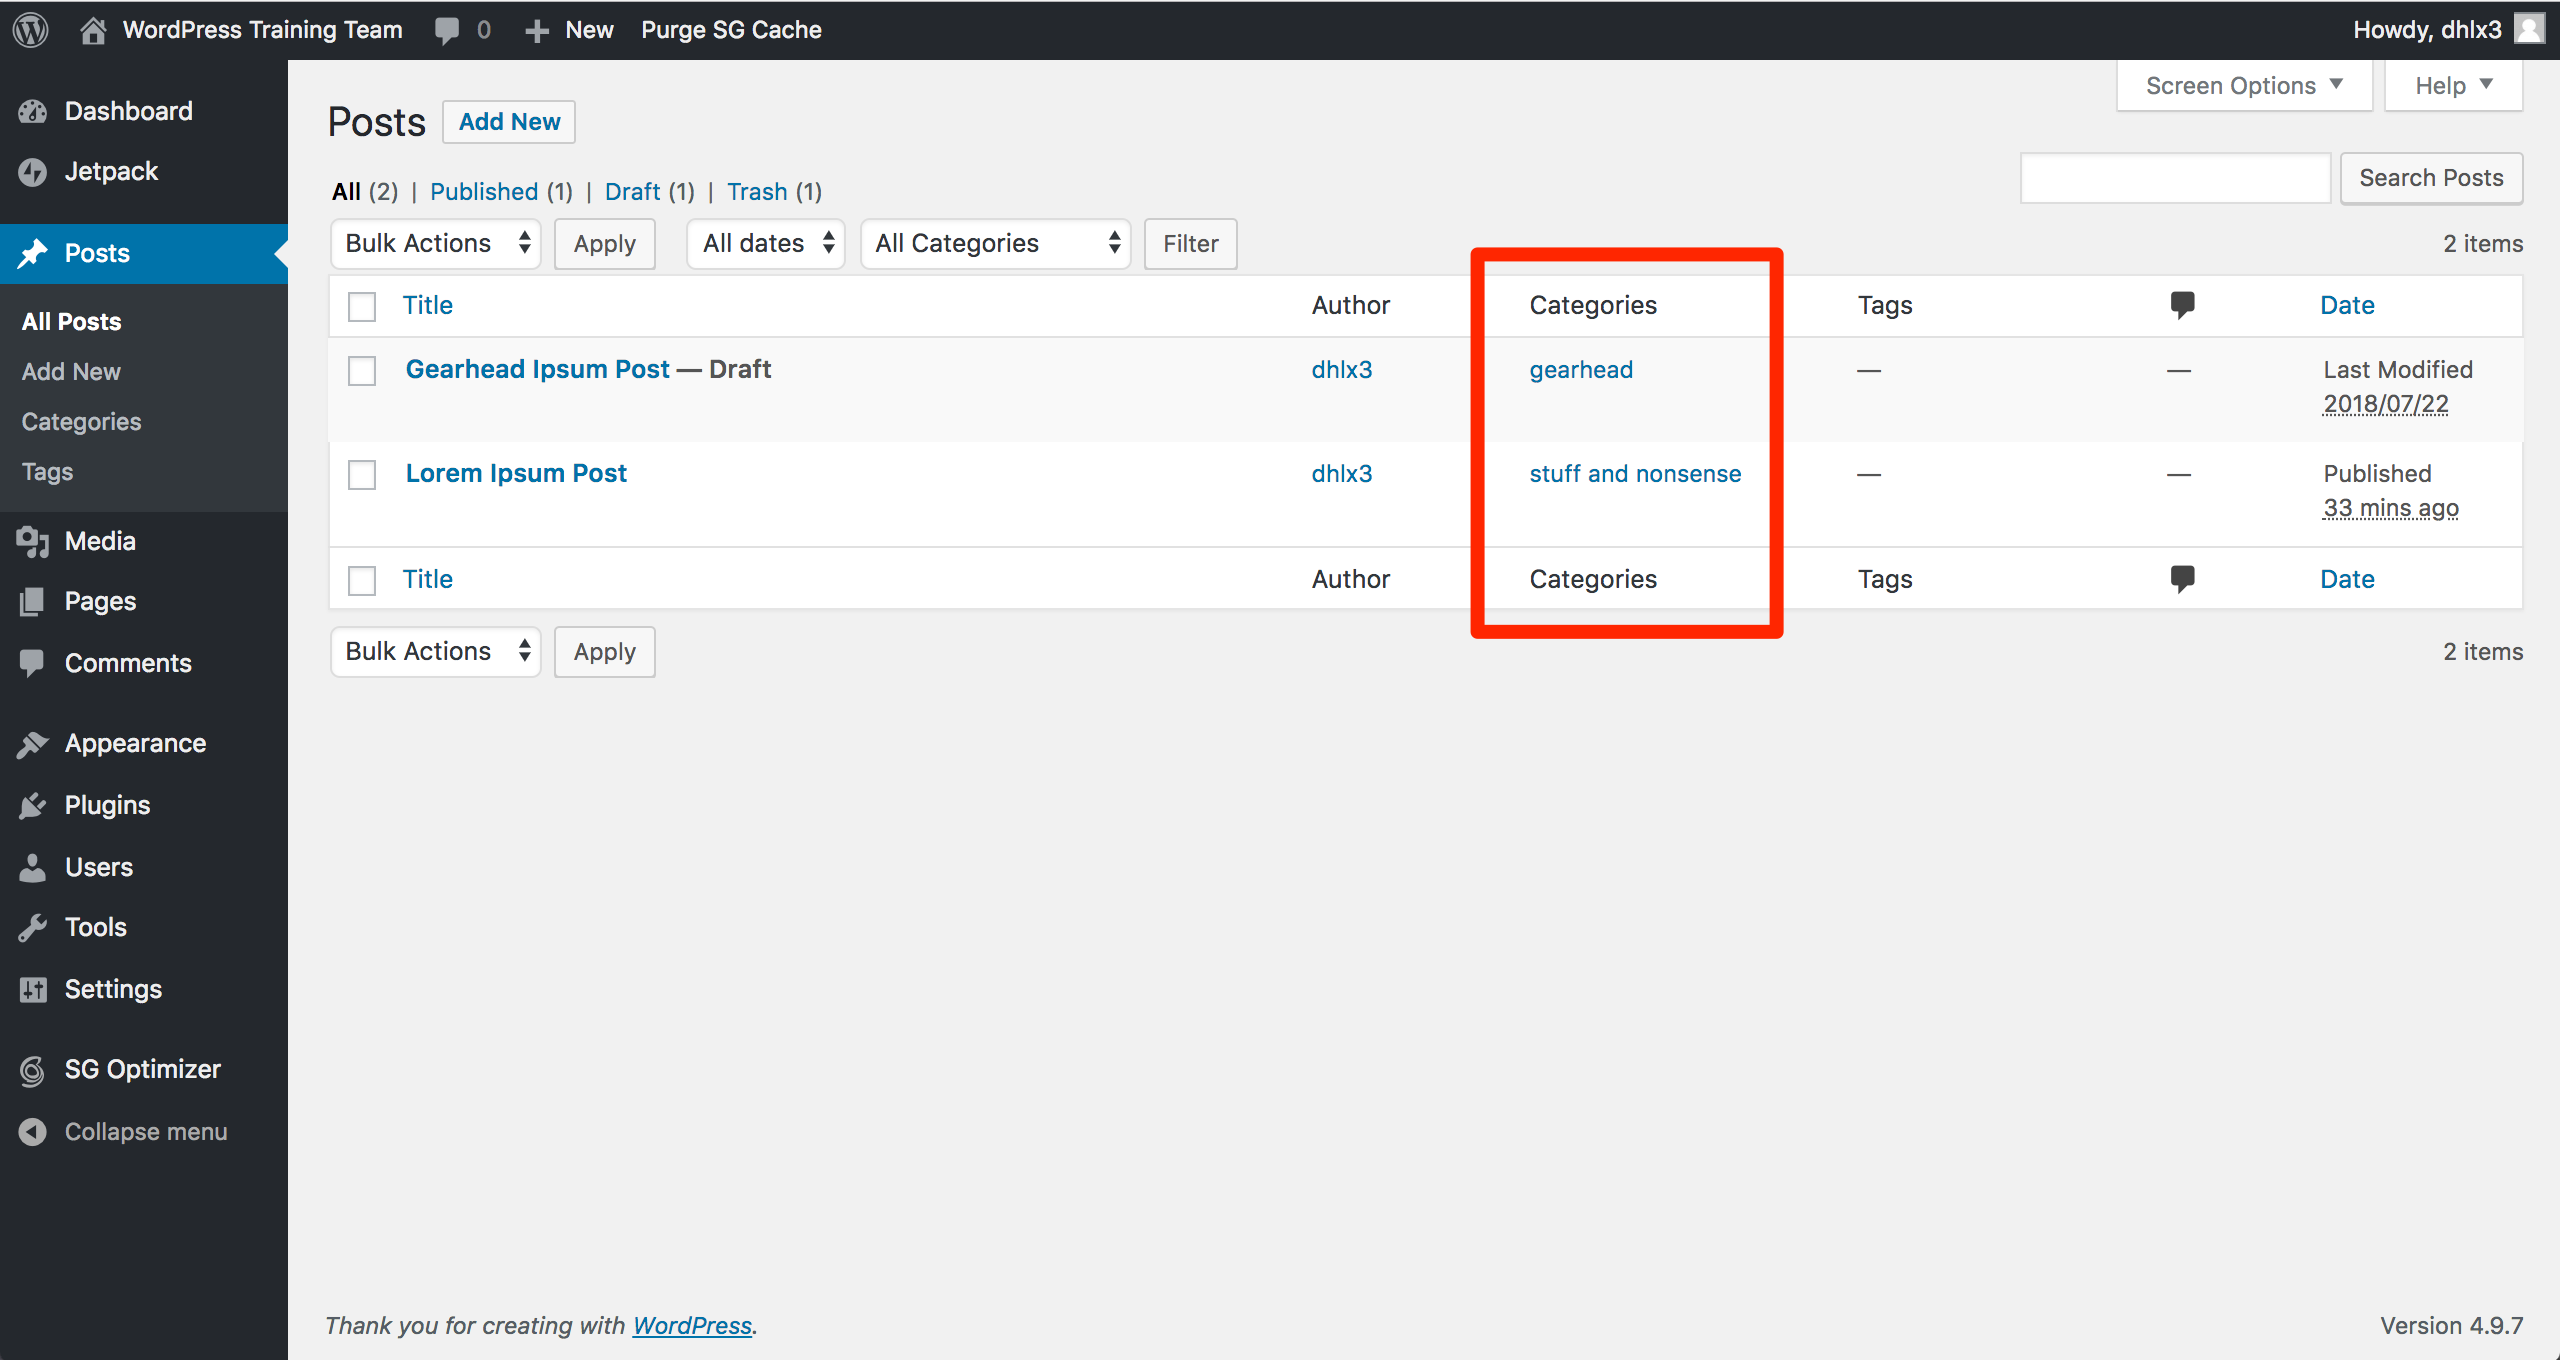 WordPress Training Team 0 New Purge SG Cache Howdy, dhlx3
Dashboard
Jetpack
Posts
All Posts
Add New
Categories
Tags
Media
Pages
Comments
Appearance
Plugins
Users
Tools
Settings
SG Optimizer
Collapse menu
Screen Options Help
Posts Add New
All (2) | Published (1) | Draft (1) | Trash (1)
Search Posts
Bulk Actions Apply All dates All Categories Filter 2 items
Title Author Categories Tags Date
Gearhead Ipsum Post — Draft dhlx3 gearhead — — Last Modified
2018/07/22
Lorem Ipsum Post dhlx3 stuff and nonsense — — Published
33 mins ago
Title Author Categories Tags Date
Bulk Actions Apply 2 items
Thank you for creating with WordPress. Version 4.9.7